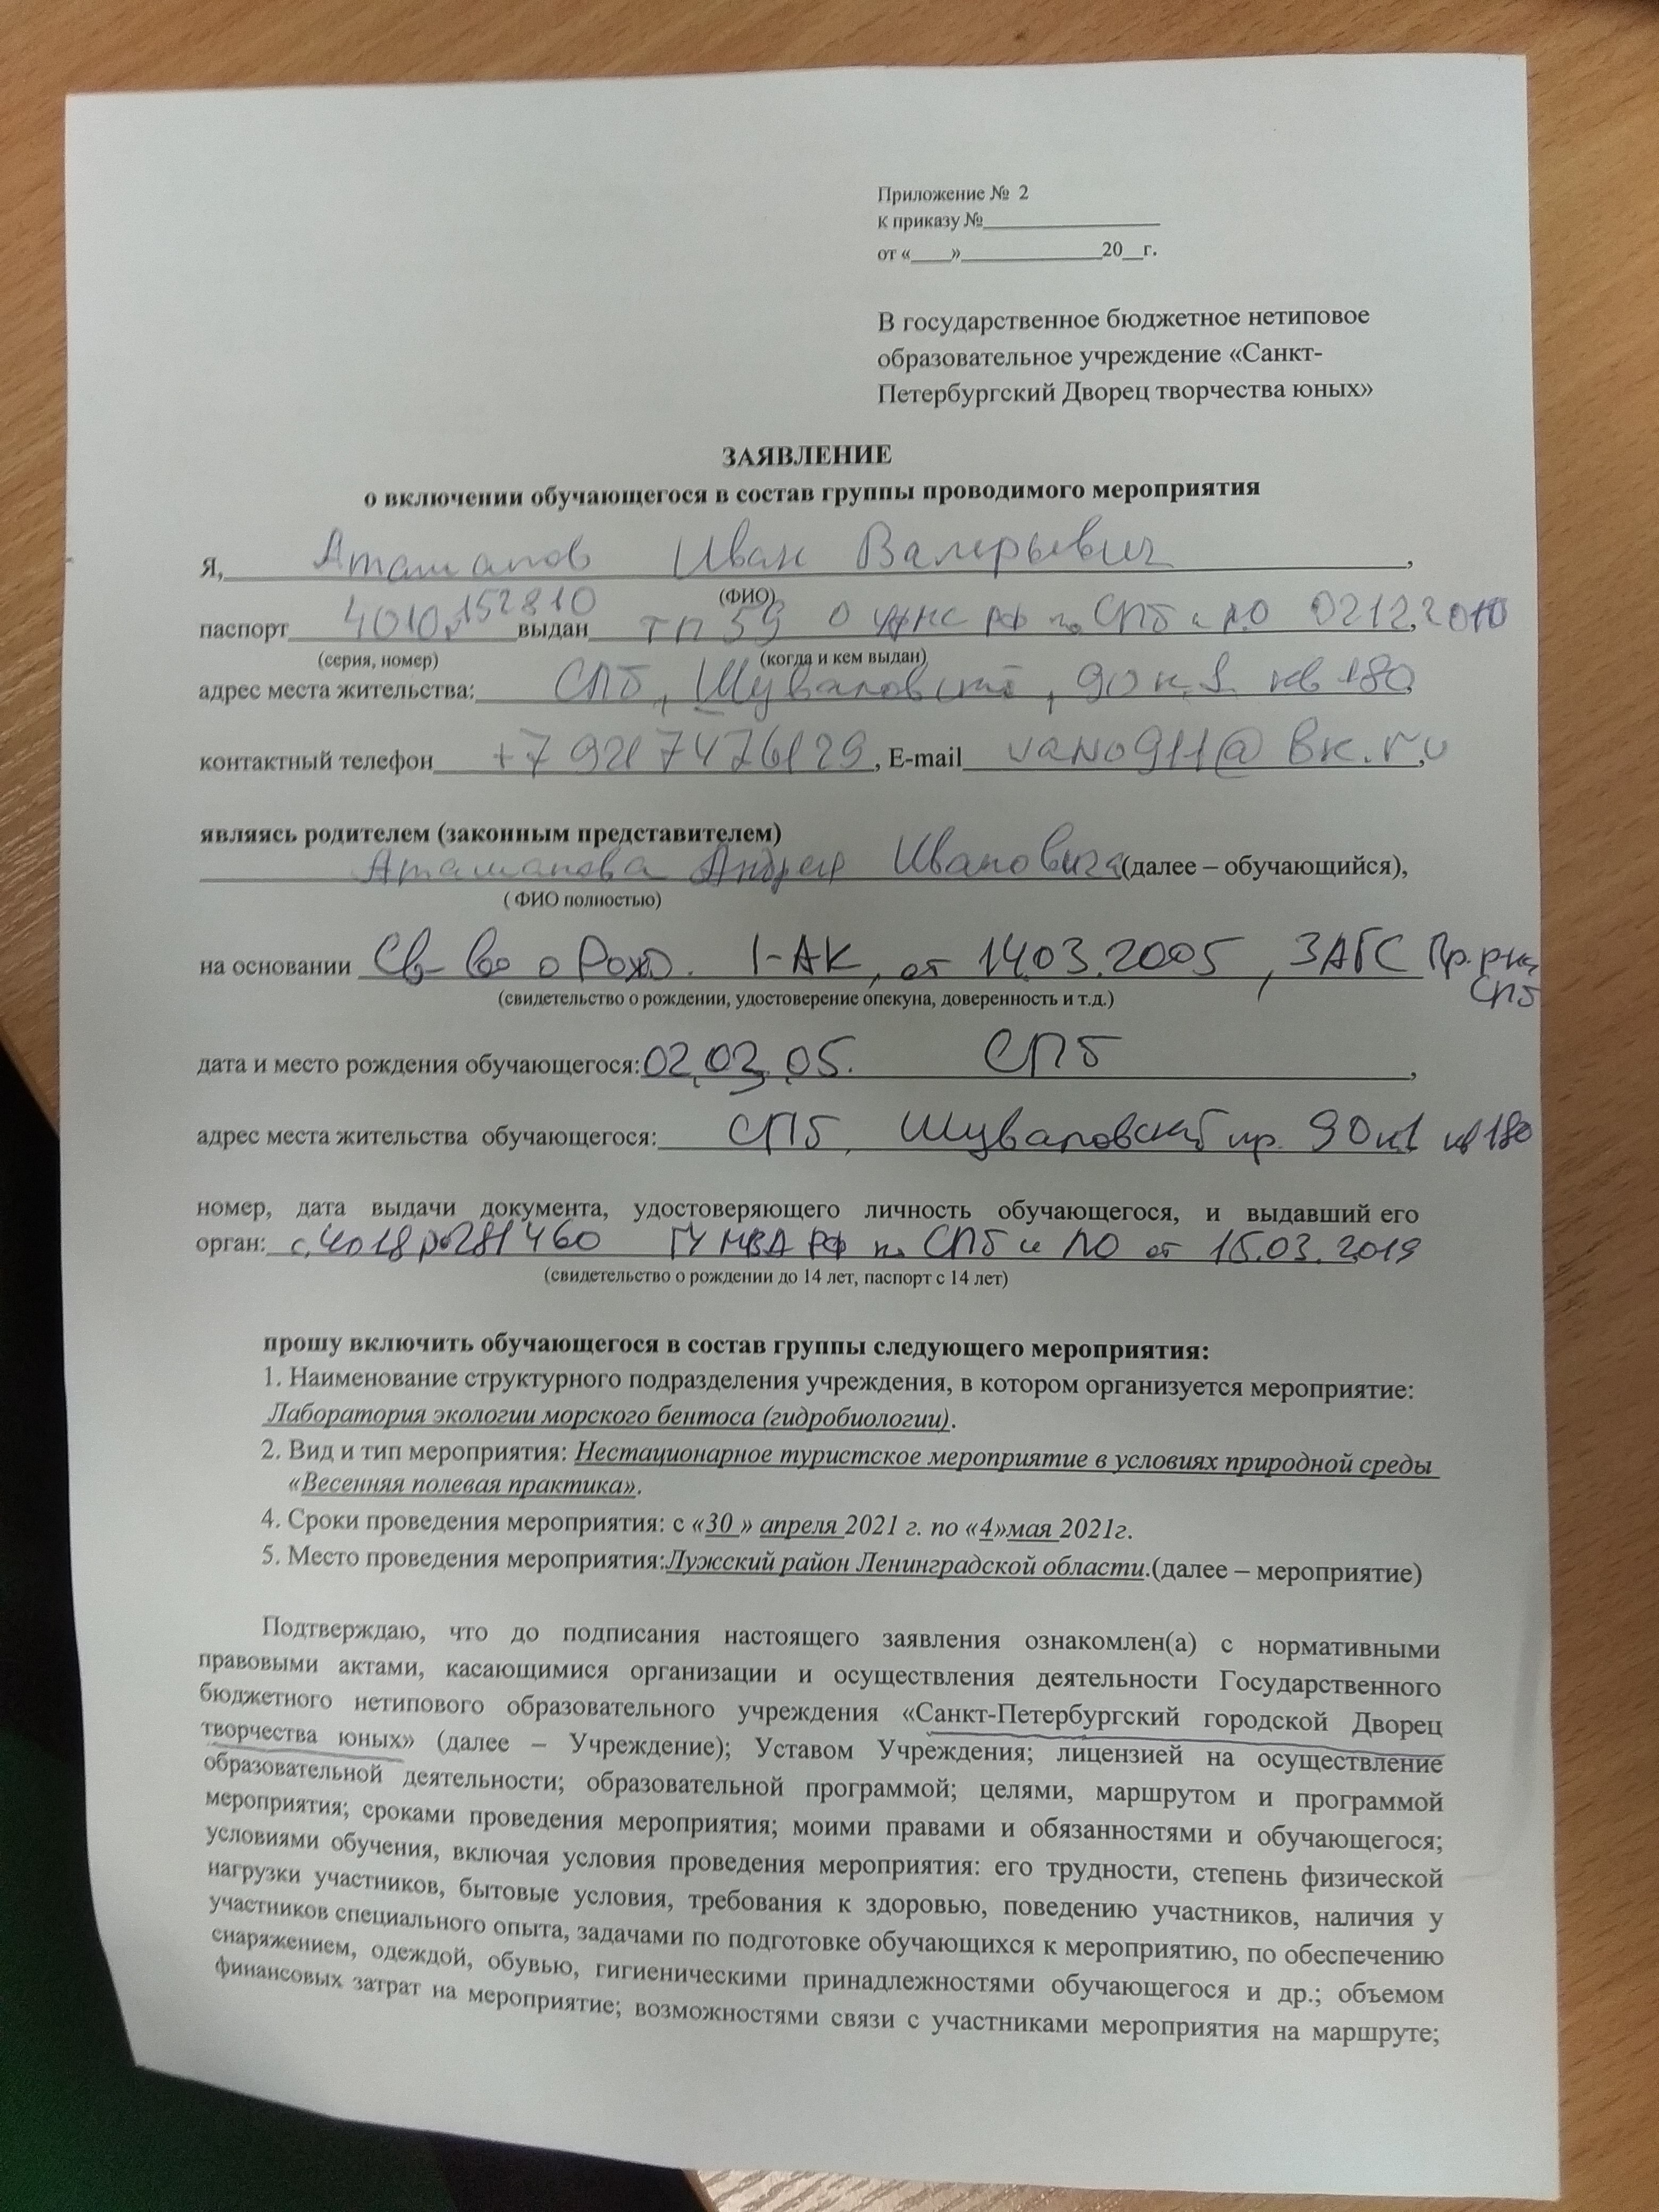 Приложение № 2
К приказу №
от «____»______________20__г.
В государственное бюджетное нетиповое
образовательное учреждение «Санкт-
Петербургский Дворец творчества юных»
ЗАЯВЛЕНИЕ
о включении обучающегося в состав группы проводимого мероприятия
Я, Атаманов Иван Валерьевич,
(ФИО)
паспорт 4010, 152810 выдан ТП 59 О УФМС РФ по СПб и ЛО 02.12.2010
(серия, номер) (когда и кем выдан)
адрес места жительства: СПб, Шуваловский, 90 к.1 кв 180
контактный телефон +7 921 7476129, E-mail vano911@bk.ru
являясь родителем (законным представителем)
Атаманова Андрея Ивановича (далее – обучающийся),
( ФИО полностью)
на основании Св-во о Рожд. I-АК, от 14.03.2005, ЗАГС Пр. р-на СПб
(свидетельство о рождении, удостоверение опекуна, доверенность и т.д.)
дата и место рождения обучающегося: 05. СПб,
адрес места жительства обучающегося: СПб, Шуваловский пр. 90 к1 кв 180
номер, дата выдачи документа, удостоверяющего личность обучающегося, и выдавший его
орган: с. 4018 № 281460 ГУ МВД РФ по СПб и ЛО от 15.03.2019
(свидетельство о рождении до 14 лет, паспорт с 14 лет)
прошу включить обучающегося в состав группы следующего мероприятия:
1. Наименование структурного подразделения учреждения, в котором организуется мероприятие:
Лаборатория экологии морского бентоса (гидробиологии).
2. Вид и тип мероприятия: Нестационарное туристское мероприятие в условиях природной среды
«Весенняя полевая практика».
4. Сроки проведения мероприятия: с «30 » апреля 2021 г. по «4»мая 2021г.
5. Место проведения мероприятия:Лужский район Ленинградской области.(далее – мероприятие)
Подтверждаю, что до подписания настоящего заявления ознакомлен(а) с нормативными
правовыми актами, касающимися организации и осуществления деятельности Государственного
бюджетного нетипового образовательного учреждения «Санкт-Петербургский городской Дворец
творчества юных» (далее – Учреждение); Уставом Учреждения; лицензией на осуществление
образовательной деятельности; образовательной программой; целями, маршрутом и программой
мероприятия; сроками проведения мероприятия; моими правами и обязанностями и обучающегося;
условиями обучения, включая условия проведения мероприятия: его трудности, степень физической
нагрузки участников, бытовые условия, требования к здоровью, поведению участников, наличия у
участников специального опыта, задачами по подготовке обучающихся к мероприятию, по обеспечению
снаряжением, одеждой, обувью, гигиеническими принадлежностями обучающегося и др.; объемом
финансовых затрат на мероприятие; возможностями связи с участниками мероприятия на маршруте;